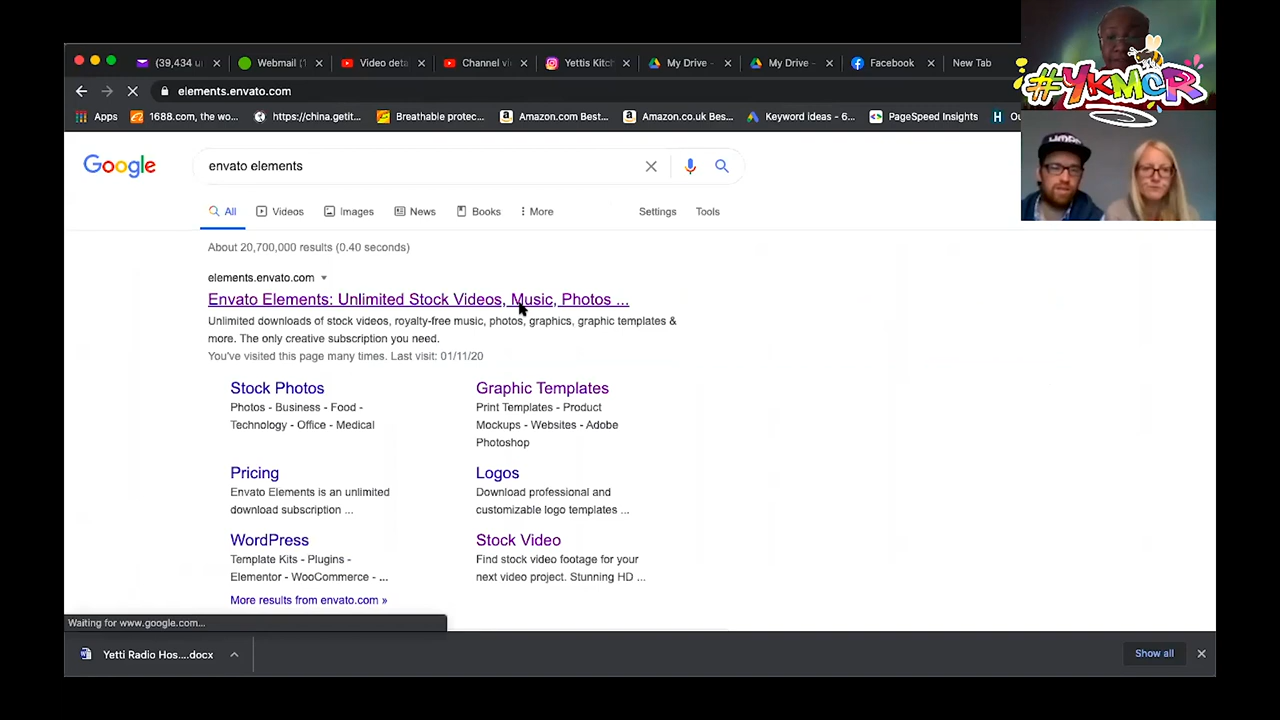 (39,434 u
Webmail (1
Video deta
Channel vi
Yettis Kitch
My Drive -
My Drive -
Facebook
New Tab
elements.envato.com
Apps
1688.com, the wo...
https://china.getit...
Breathable protec...
Amazon.com Best...
Amazon.co.uk Best...
Keyword ideas - 6...
PageSpeed Insights
H
Ou
#YKMCR
Google
envato elements
All
Videos
Images
News
Books
More
Settings
Tools
About 20,700,000 results (0.40 seconds)
elements.envato.com
Envato Elements: Unlimited Stock Videos, Music, Photos ...
Unlimited downloads of stock videos, royalty-free music, photos, graphics, graphic templates &
more. The only creative subscription you need.
You've visited this page many times. Last visit: 01/11/20
Stock Photos
Photos - Business - Food -
Technology - Office - Medical
Graphic Templates
Print Templates - Product
Mockups - Websites - Adobe
Photoshop
Pricing
Envato Elements is an unlimited
download subscription ...
Logos
Download professional and
customizable logo templates ...
WordPress
Template Kits - Plugins -
Elementor - WooCommerce - ...
Stock Video
Find stock video footage for your
next video project. Stunning HD ...
More results from envato.com »
Waiting for www.google.com...
Yetti Radio Hos....docx
Show all